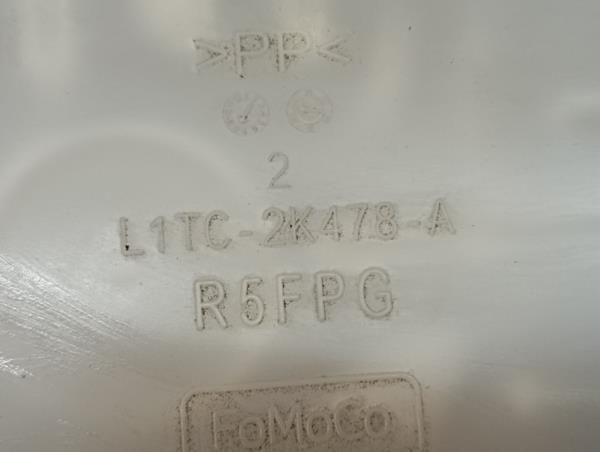 >PP<
2
L1TC-2K478-A
R5FPG
FoMoCo